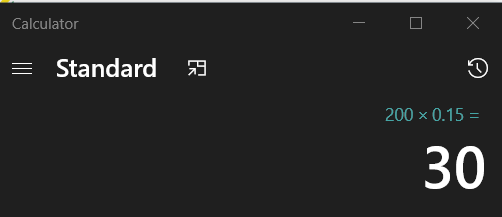 Calculator
Standard
200 × 0.15 =
30